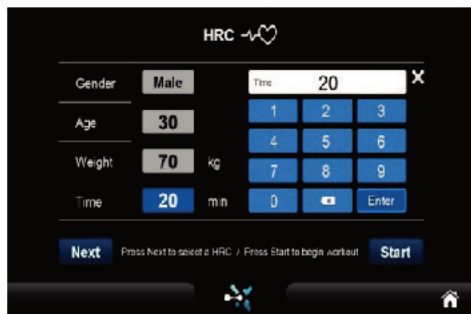 HRC
Gender Male
Time 20 X
Age 30
1 2 3
4 5 6
Weight 70 kg
7 8 9
Time 20 min
0 Enter
Next Press Next to select a HRC / Press Start to begin workout Start